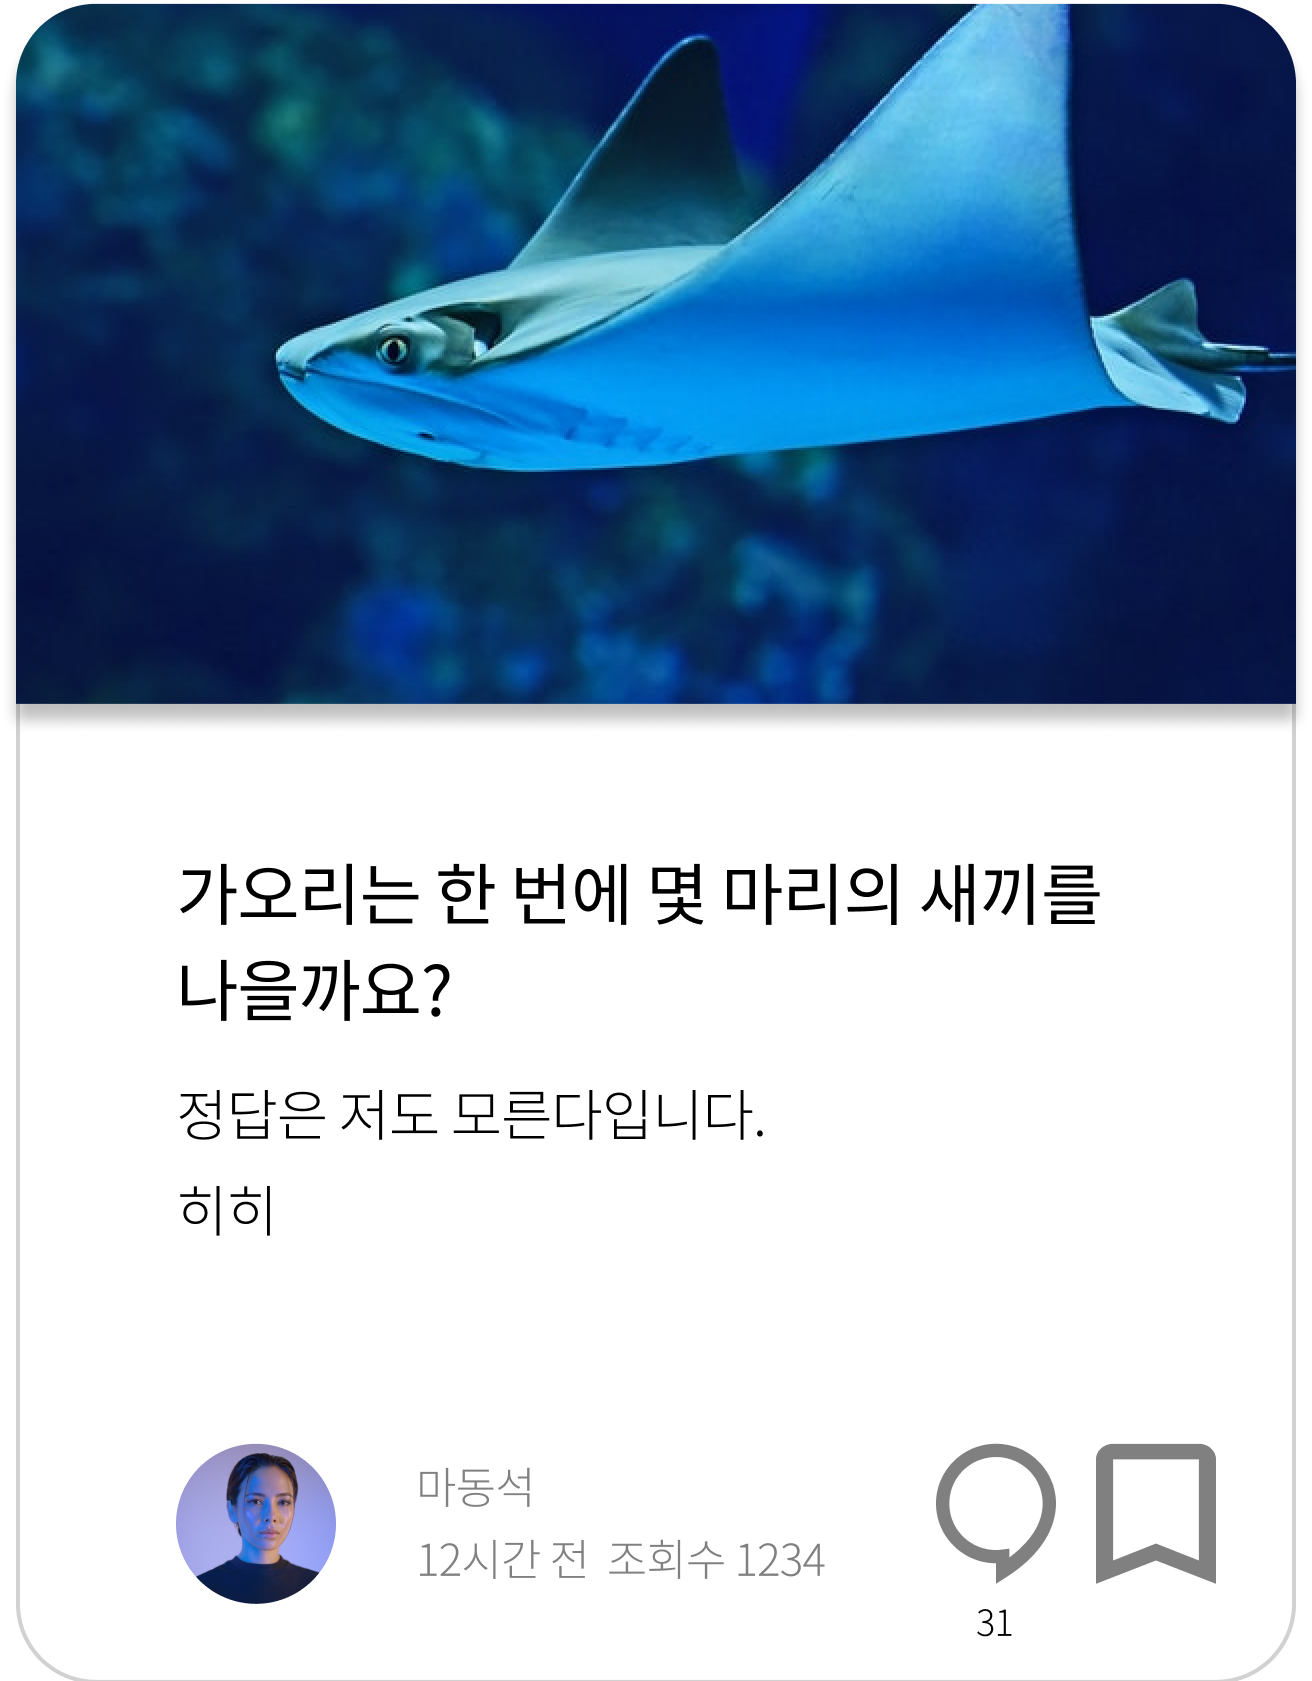 가오리는 한 번에 몇 마리의 새끼를
나을까요?
정답은 저도 모른다입니다.
히히
마동석
12시간 전 조회수 1234
31